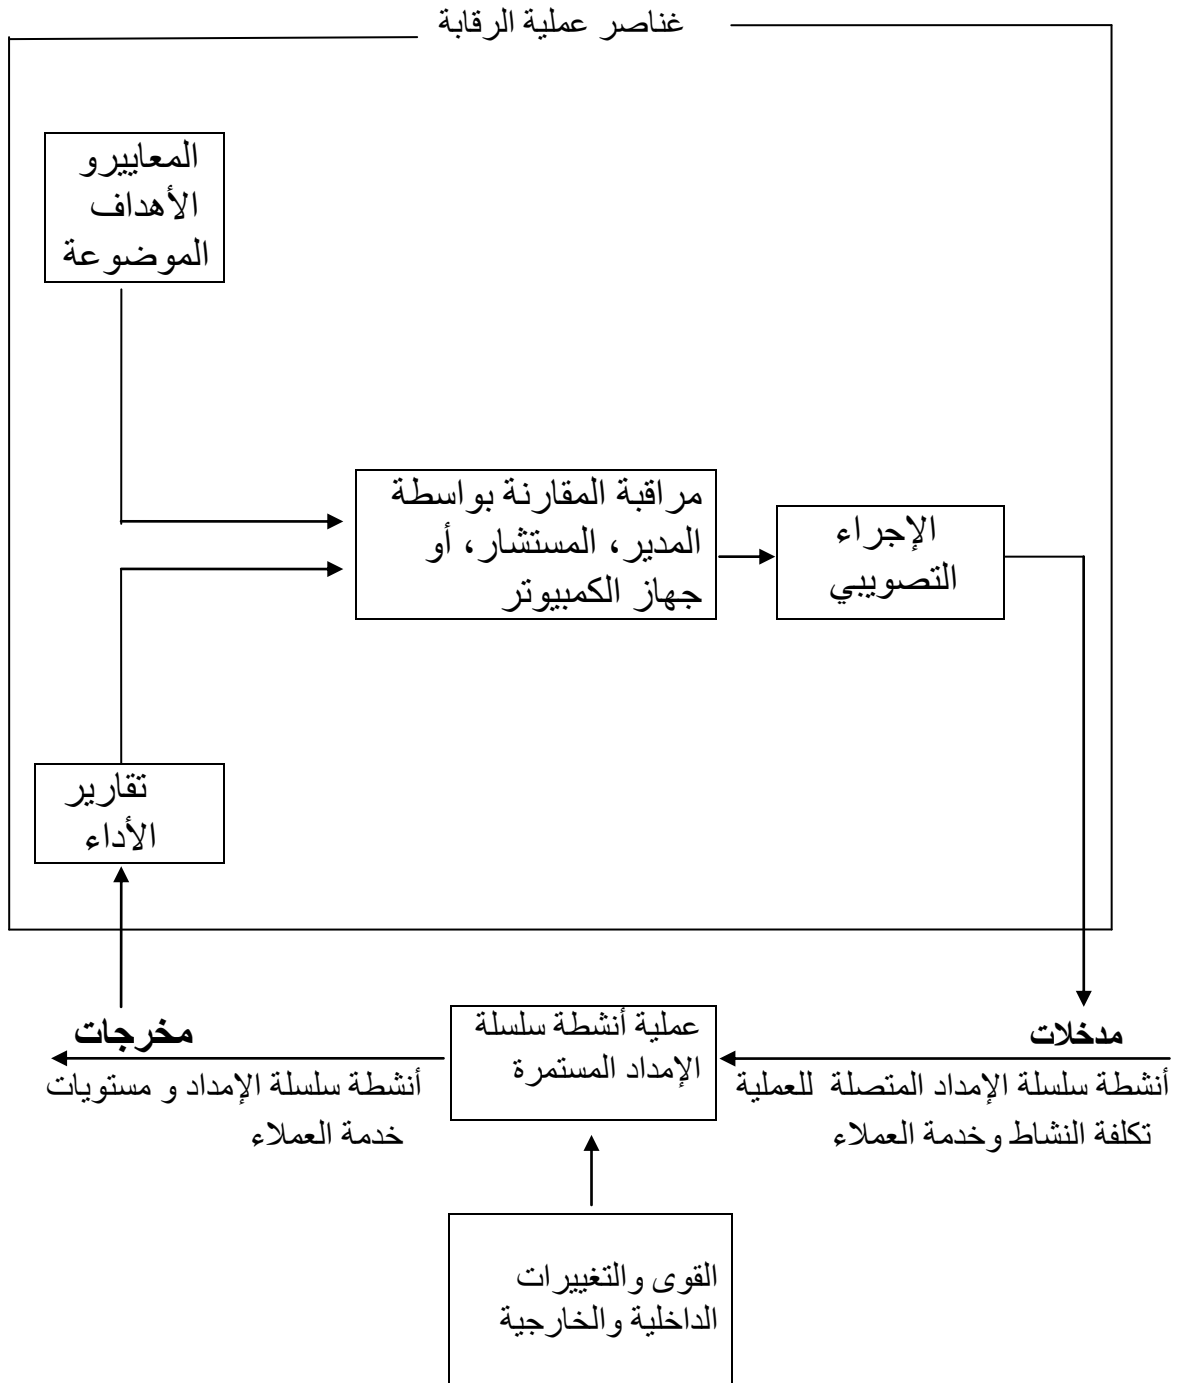 غناصر عملية الرقابة
المعاييرو
الأهداف
الموضوعة
مراقبة المقارنة بواسطة
المدير، المستشار، أو
جهاز الكمبيوتر
الإجراء
التصويبي
تقارير
الأداء
مدخلات
أنشطة سلسلة الإمداد المتصلة للعملية
تكلفة النشاط وخدمة العملاء
عملية أنشطة سلسلة
الإمداد المستمرة
مخرجات
أنشطة سلسلة الإمداد و مستويات
خدمة العملاء
القوى والتغييرات
الداخلية والخارجية